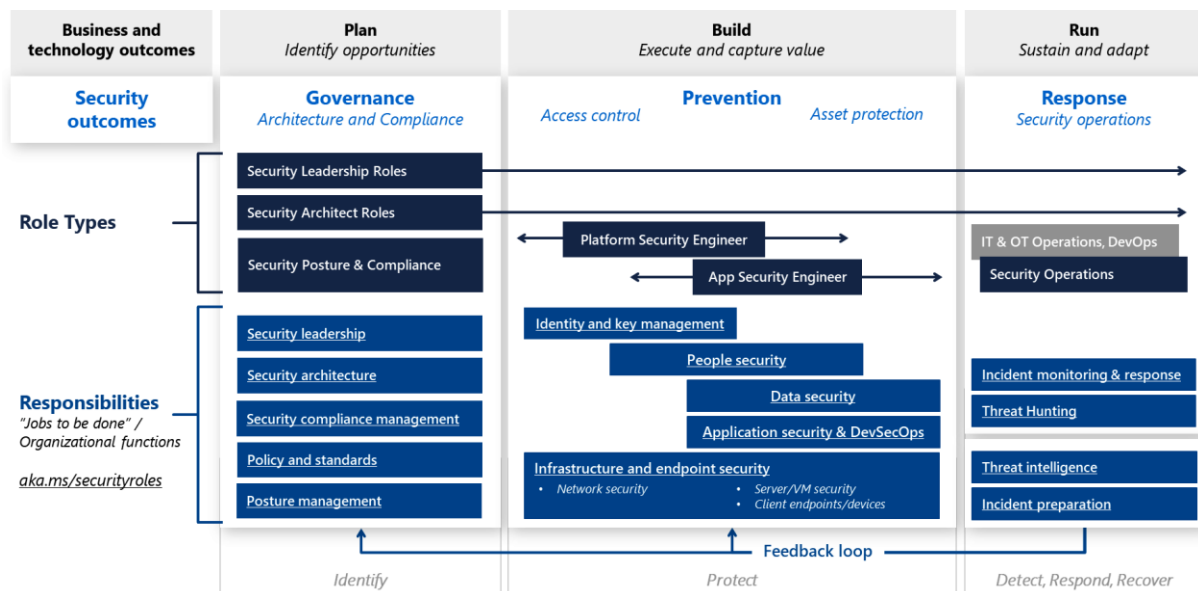 Business and
technology outcomes
Plan
Identify opportunities
Build
Execute and capture value
Run
Sustain and adapt
Security
outcomes
Governance
Architecture and Compliance
Prevention
Access control
Asset protection
Response
Security operations
Role Types
Security Leadership Roles
Security Architect Roles
Security Posture & Compliance
Platform Security Engineer
App Security Engineer
IT & OT Operations, DevOps
Security Operations
Responsibilities
"Jobs to be done" /
Organizational functions
aka.ms/securityroles
Security leadership
Security architecture
Security compliance management
Policy and standards
Posture management
Identity and key management
People security
Data security
Application security & DevSecOps
Infrastructure and endpoint security
• Network security
• Server/VM security
• Client endpoints/devices
Incident monitoring & response
Threat Hunting
Threat intelligence
Incident preparation
Feedback loop
Identify
Protect
Detect, Respond, Recover